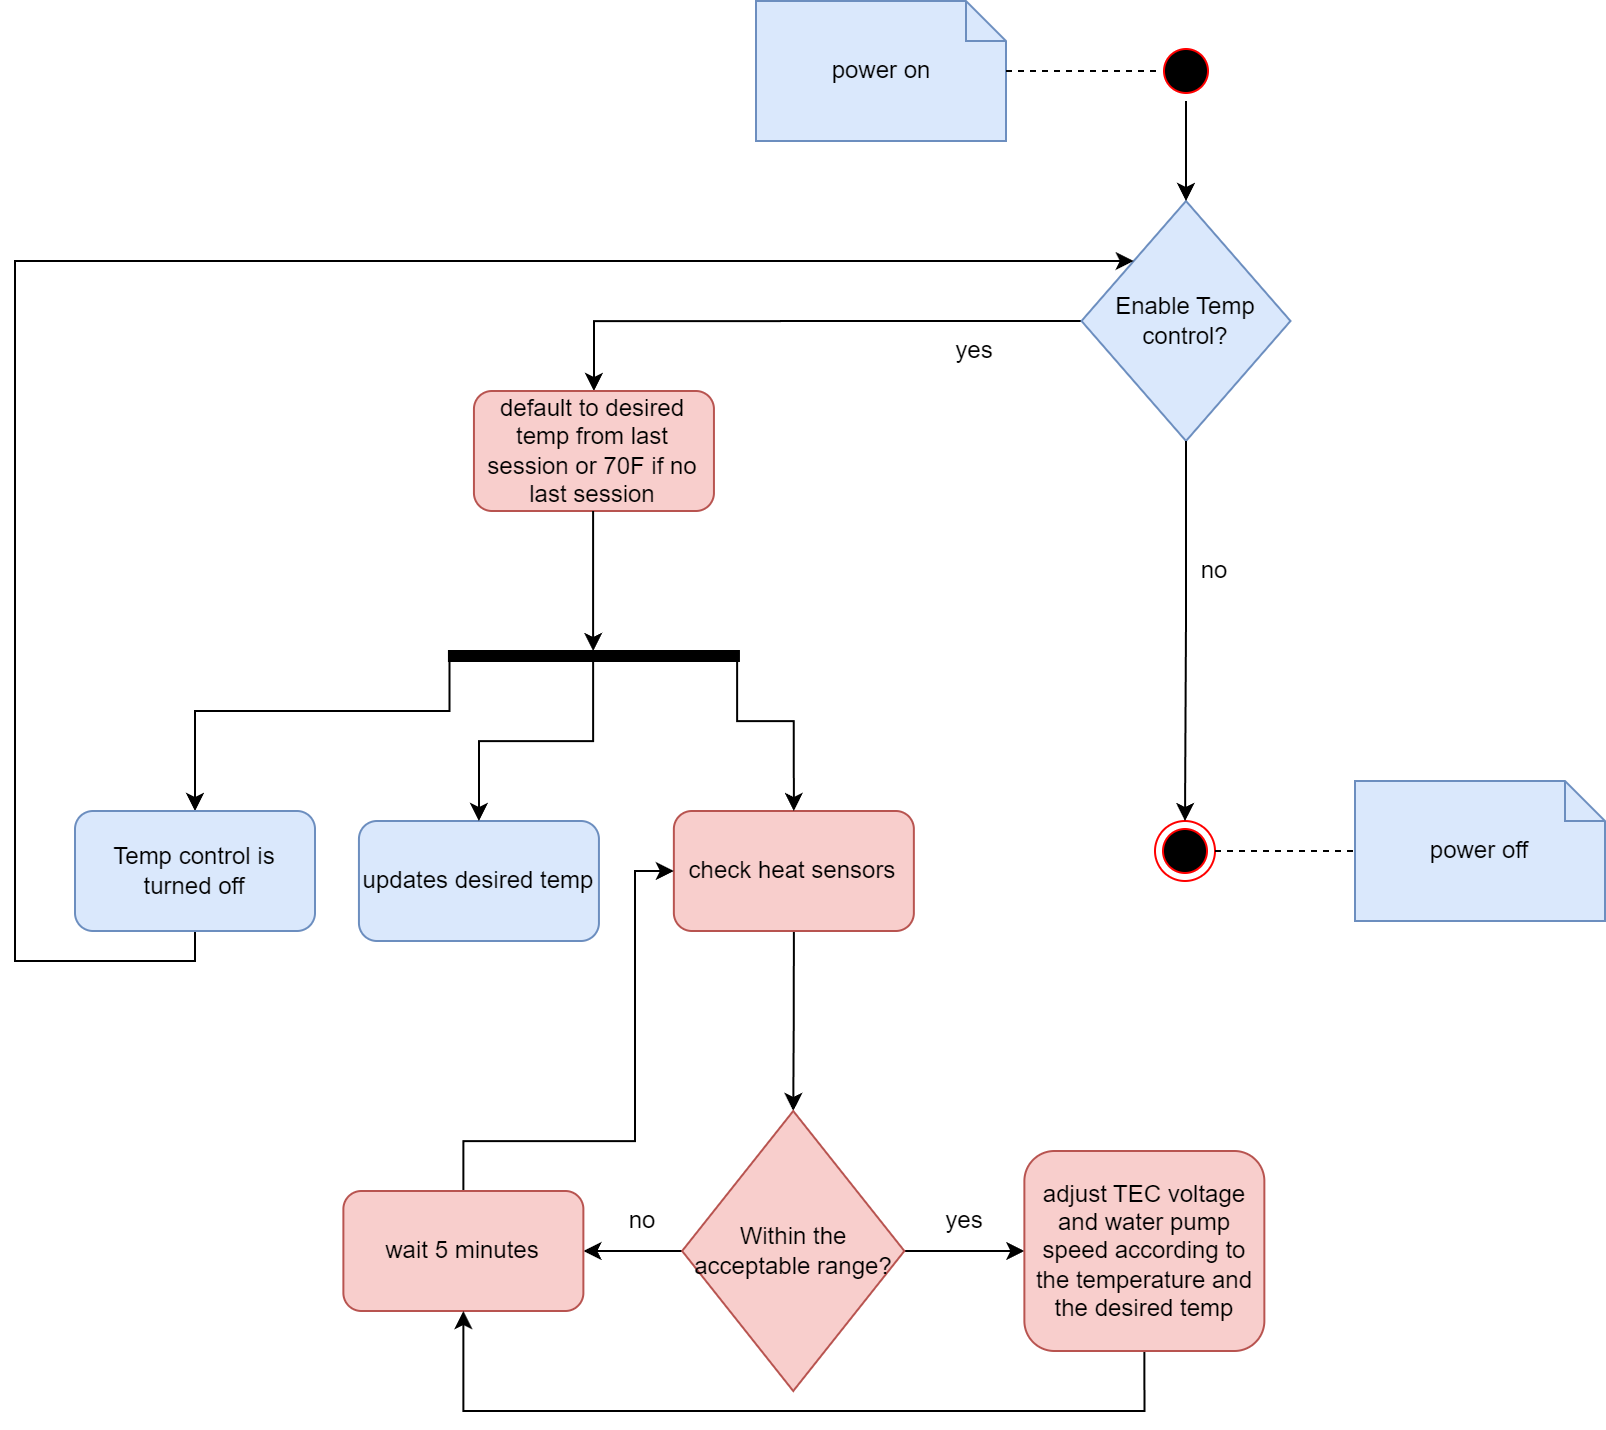 power on
Enable Temp
control?
yes
default to desired
temp from last
session or 70F if no
last session
no
Temp control is
turned off
updates desired temp
check heat sensors
power off
wait 5 minutes
no
Within the
acceptable range?
yes
adjust TEC voltage
and water pump
speed according to
the temperature and
the desired temp